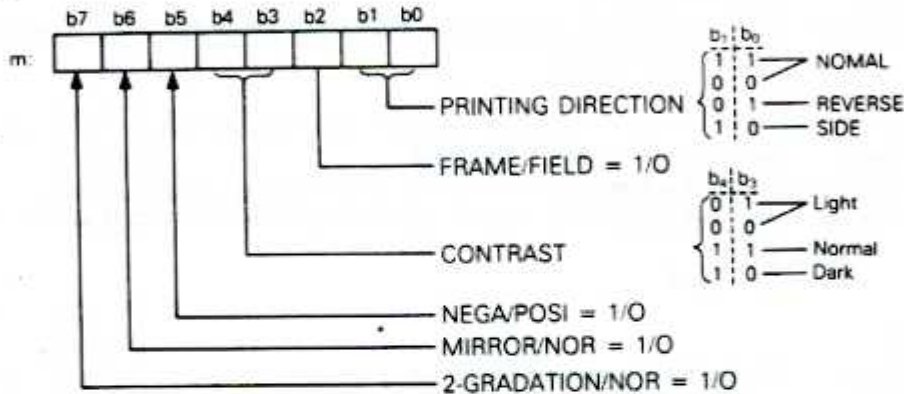 b7 b6 b5 b4 b3 b2 b1 b0
m:
b₁ b₀
1 1 NOMAL
0 0
0 1 REVERSE
1 0 SIDE
PRINTING DIRECTION
FRAME/FIELD = 1/O
b₄ b₃
0 1 Light
0 0
1 1 Normal
1 0 Dark
CONTRAST
NEGA/POSI = 1/O
MIRROR/NOR = 1/O
2-GRADATION/NOR = 1/O